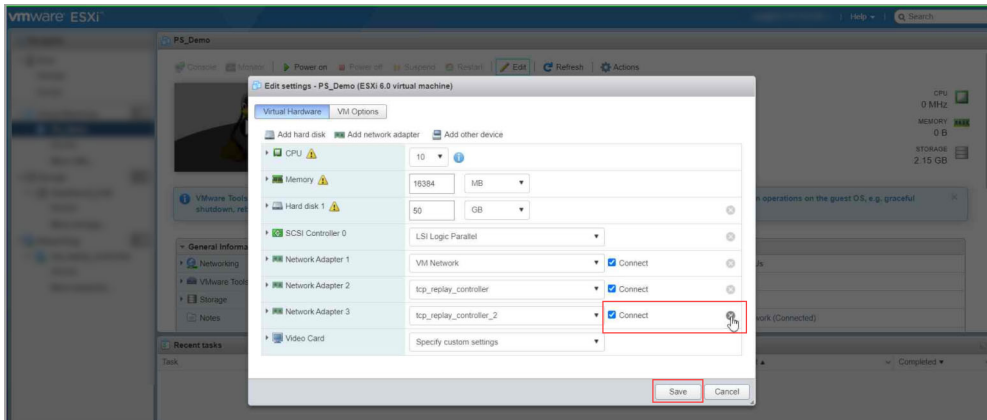 vmware ESXi™
Help
Search
PS_Demo
Console
Monitor
Power on
Power off
Suspend
Restart
Edit
Refresh
Actions
Edit settings - PS_Demo (ESXi 6.0 virtual machine)
Virtual Hardware
VM Options
Add hard disk
Add network adapter
Add other device
CPU
10
Memory
16384
MB
Hard disk 1
50
GB
SCSI Controller 0
LSI Logic Parallel
Network Adapter 1
VM Network
Connect
Network Adapter 2
tcp_replay_controller
Connect
Network Adapter 3
tcp_replay_controller_2
Connect
Video Card
Specify custom settings
Save
Cancel
CPU
0 MHz
MEMORY
0 B
STORAGE
2.15 GB
VMware Tools
n operations on the guest OS, e.g. graceful
shutdown, ret
General Informa
Networking
VMware Tools
Storage
Notes
work (Connected)
Recent tasks
Task
Completed